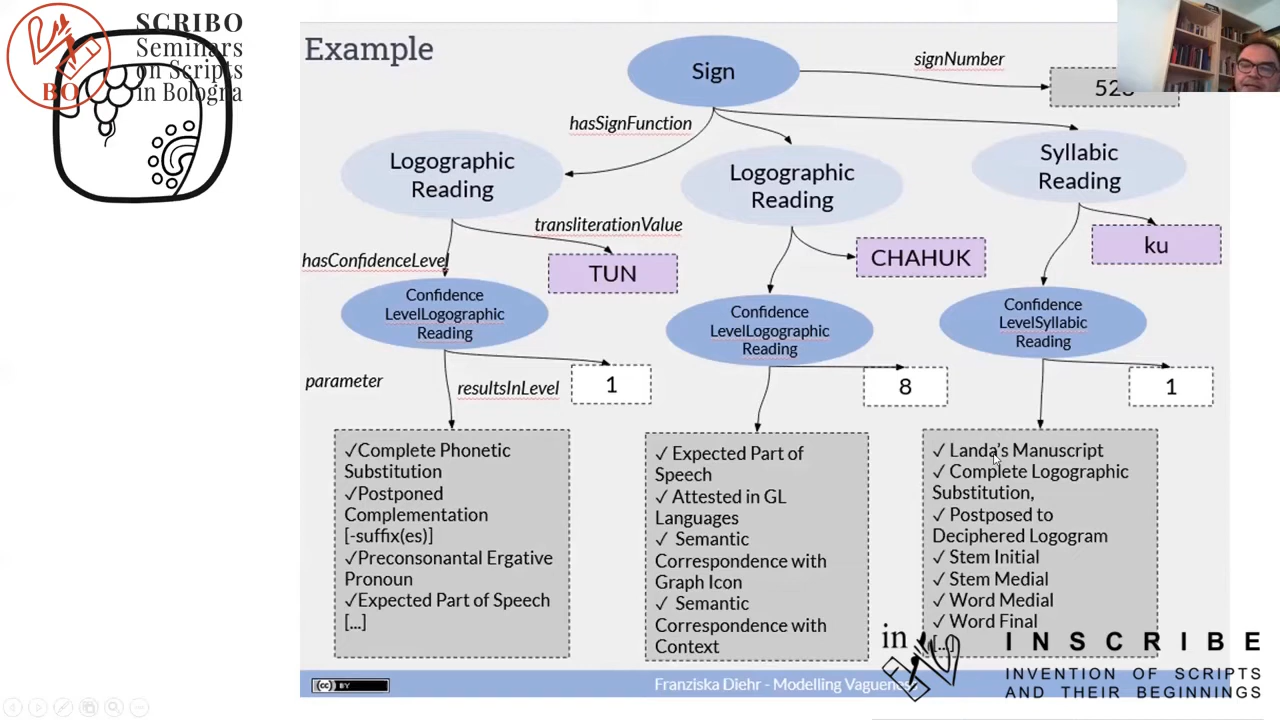 SCRIBO
Seminars
on Scripts
in Bologna
BO
Example
Sign
signNumber
hasSignFunction
Logographic
Reading
Logographic
Reading
Syllabic
Reading
transliterationValue
hasConfidenceLevel
TUN
CHAHUK
ku
Confidence
LevelLogographic
Reading
Confidence
LevelLogographic
Reading
Confidence
LevelSyllabic
Reading
parameter
resultsInLevel
1
8
1
✓Complete Phonetic
Substitution
✓Postponed
Complementation
[-suffix(es)]
✓Preconsonantal Ergative
Pronoun
✓Expected Part of Speech
[...]
✓ Expected Part of
Speech
✓ Attested in GL
Languages
✓ Semantic
Correspondence with
Graph Icon
✓ Semantic
Correspondence with
Context
✓ Landa's Manuscript
✓ Complete Logographic
Substitution,
✓ Postposed to
Deciphered Logogram
✓ Stem Initial
✓ Stem Medial
✓ Word Medial
✓ Word Final
[...]
in
INSCRIBE
INVENTION OF SCRIPTS
AND THEIR BEGINNINGS
cc BY
Franziska Diehr - Modelling